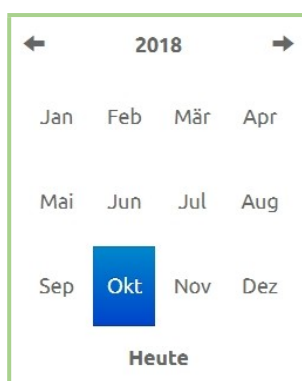 2018
Jan Feb Mär Apr
Mai Jun Jul Aug
Sep Okt Nov Dez
Heute